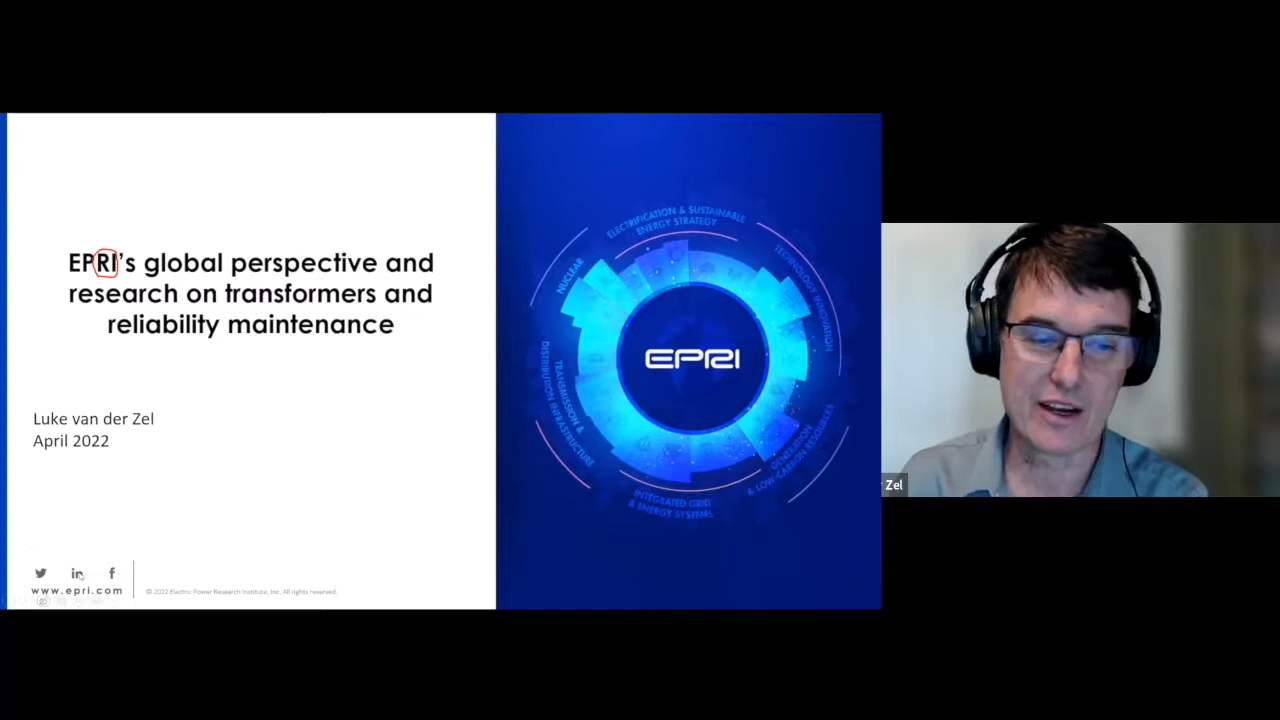 EPRI's global perspective and
research on transformers and
reliability maintenance
Luke van der Zel
April 2022
in
f
www.epri.com
© 2022 Electric Power Research Institute, Inc. All rights reserved.
ELECTRIFICATION & SUSTAINABLE
ENERGY STRATEGY
TECHNOLOGY INNOVATION
GENERATION
& LOW-CARBON RESOURCES
INTEGRATED GRID
& ENERGY SYSTEMS
TRANSMISSION &
DISTRIBUTION INFRASTRUCTURE
NUCLEAR
EPRI
Zel